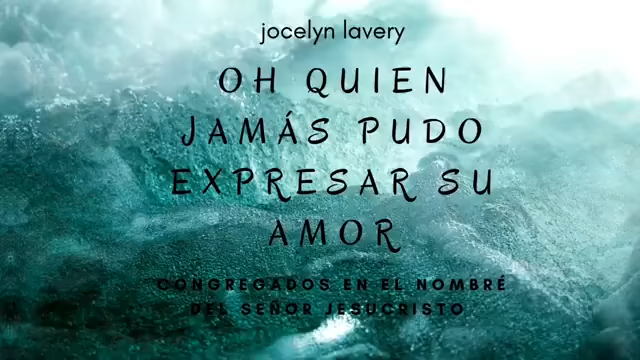 jocelyn lavery
OH QUIEN
JAMÁS PUDO
EXPRESAR SU
AMOR
CONGREGADOS EN EL NOMBRÉ
DEL SEÑOR JESUCRISTO